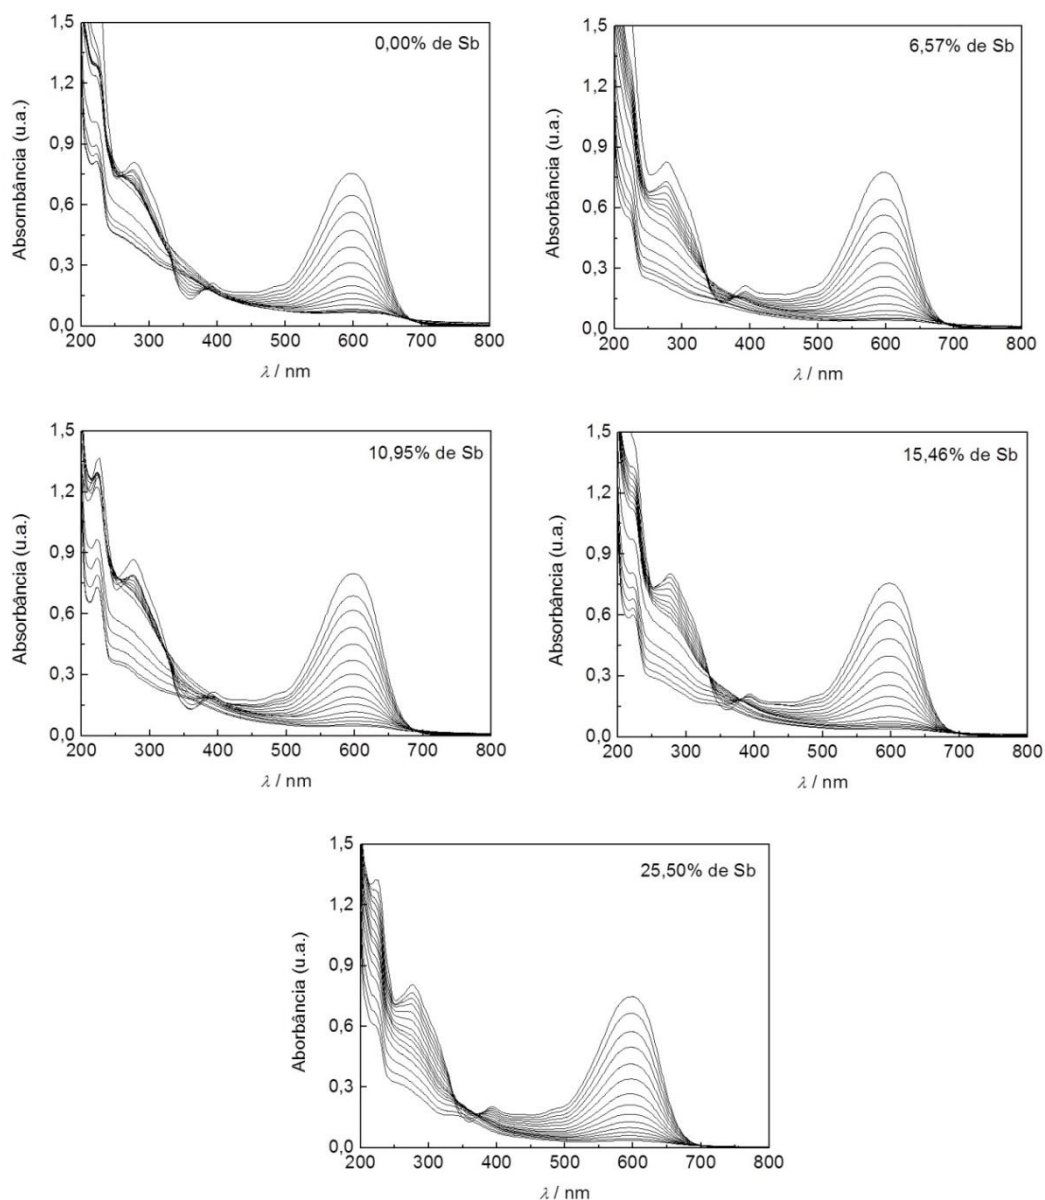 0,00% de Sb
Absornbância (u.a.)
1,5
1,2
0,9
0,6
0,3
0,0
200 300 400 500 600 700 800
λ / nm
6,57% de Sb
Absorbância (u.a.)
1,5
1,2
0,9
0,6
0,3
0,0
200 300 400 500 600 700 800
λ / nm
10,95% de Sb
Absorbância (u.a.)
1,5
1,2
0,9
0,6
0,3
0,0
200 300 400 500 600 700 800
λ / nm
15,46% de Sb
Absorbância (u.a.)
1,5
1,2
0,9
0,6
0,3
0,0
200 300 400 500 600 700 800
λ / nm
25,50% de Sb
Aborbância (u.a.)
1,5
1,2
0,9
0,6
0,3
0,0
200 300 400 500 600 700 800
λ / nm